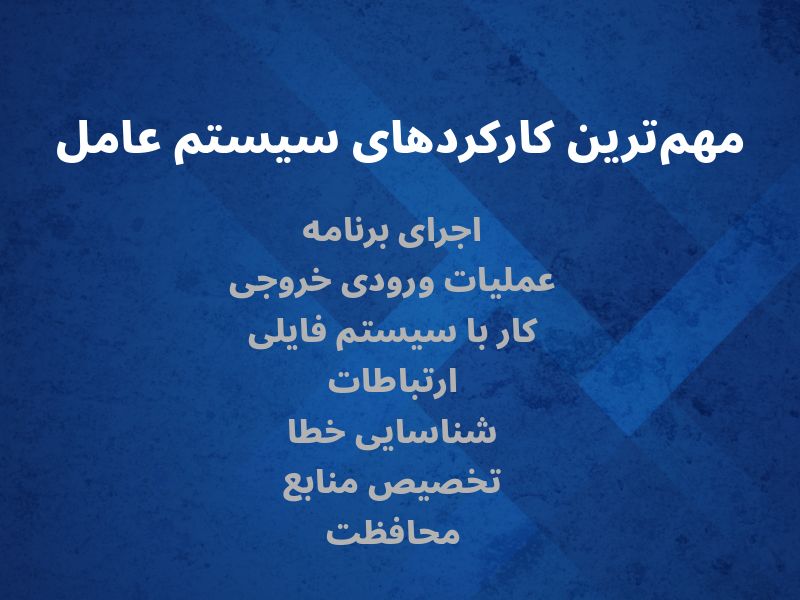 مهم‌ترین کارکردهای سیستم عامل
اجرای برنامه
عملیات ورودی خروجی
کار با سیستم فایلی
ارتباطات
شناسایی خطا
تخصیص منابع
محافظت